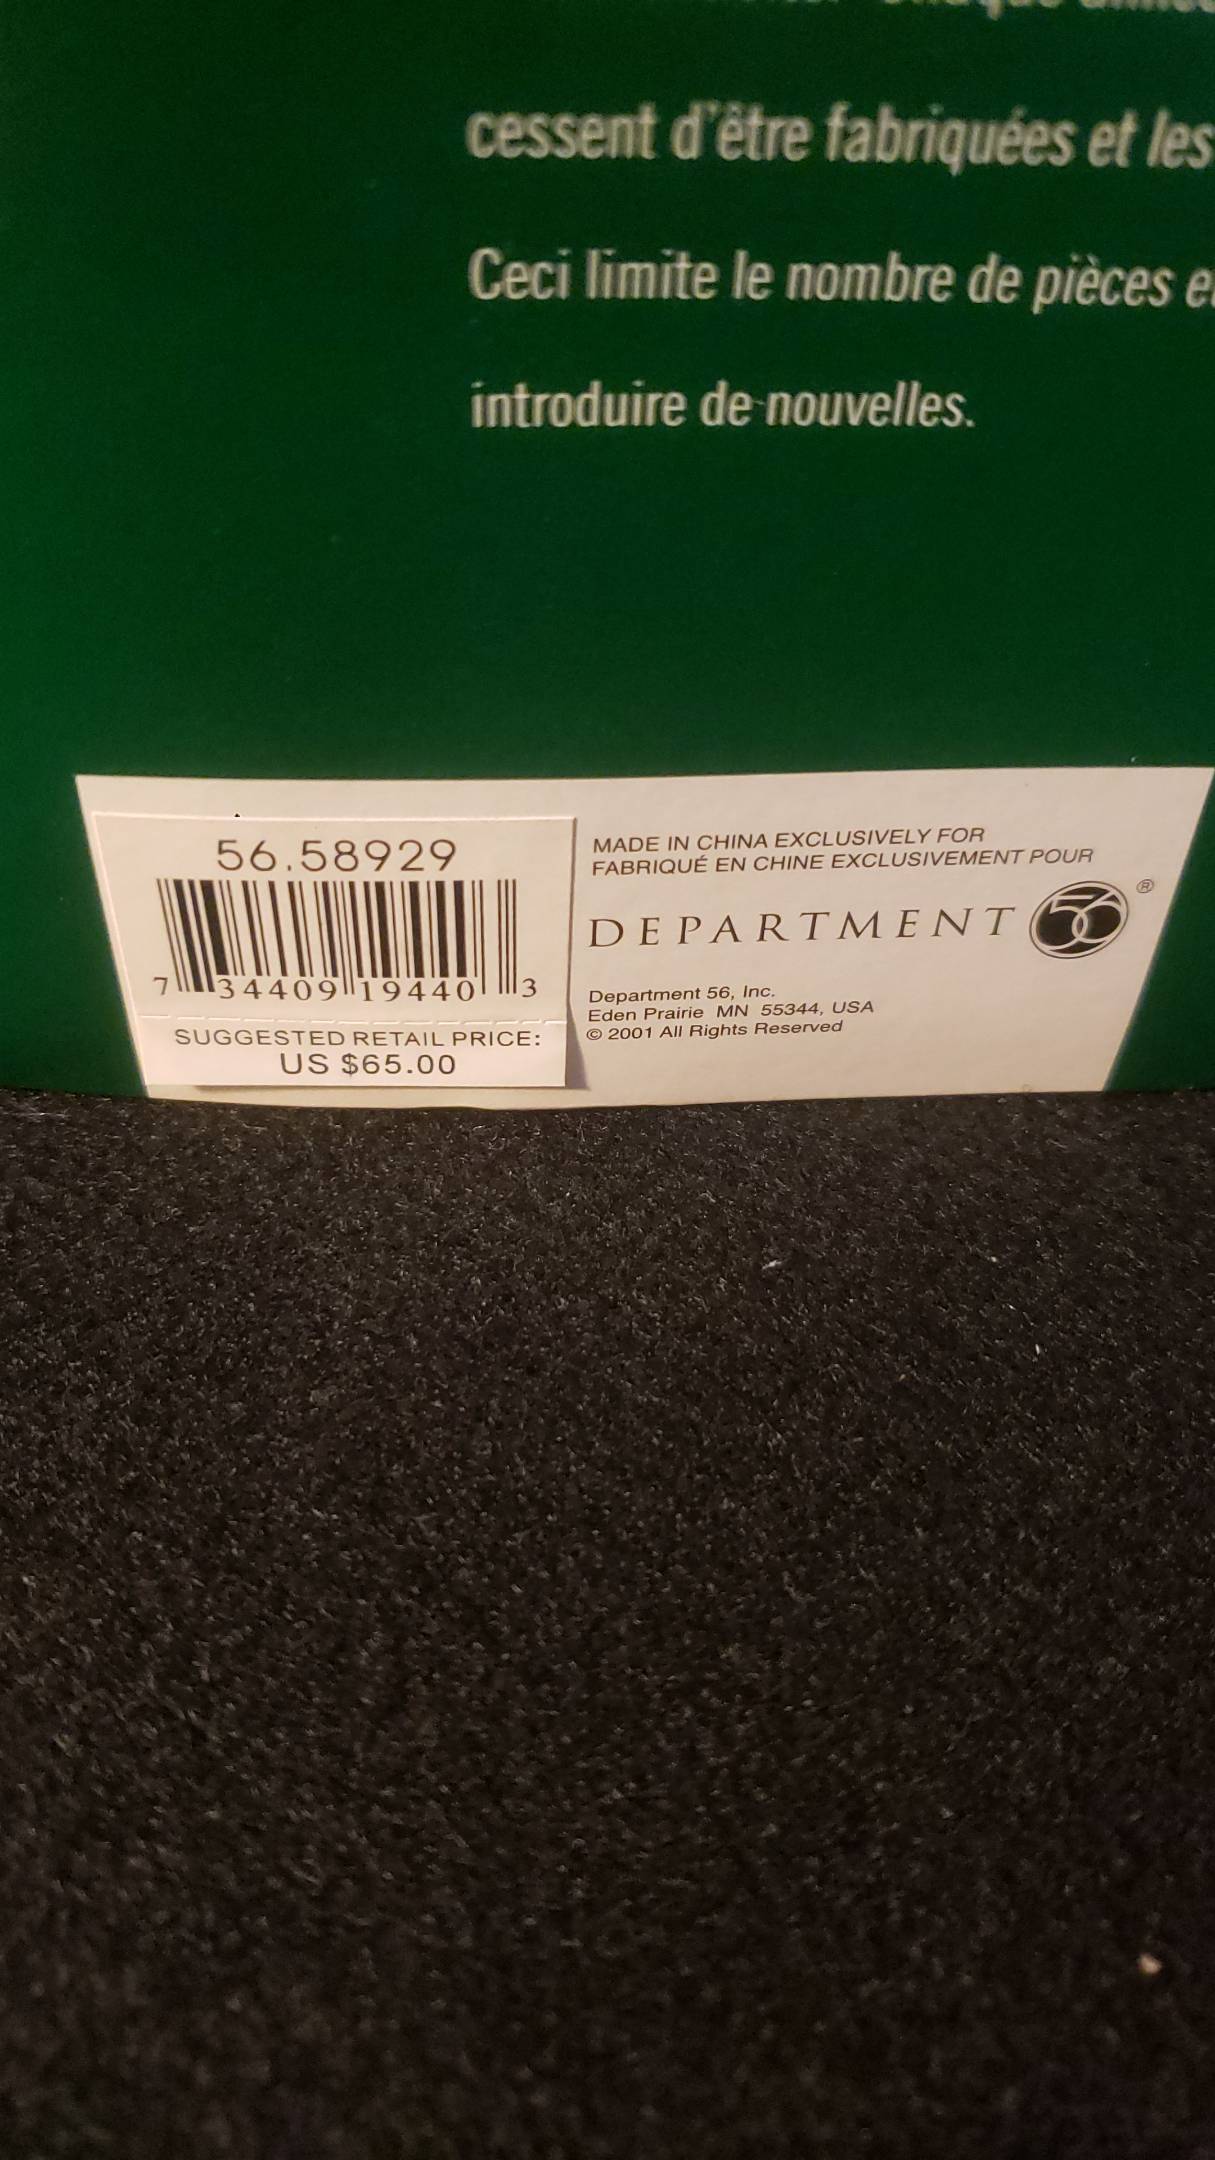 cessent d'être fabriquées et les
Ceci limite le nombre de pièces
introduire de nouvelles.
56.58929
7 34409 19440 3
SUGGESTED RETAIL PRICE:
US $65.00
MADE IN CHINA EXCLUSIVELY FOR
FABRIQUÉ EN CHINE EXCLUSIVEMENT POUR
DEPARTMENT 56 ®
Department 56, Inc.
Eden Prairie MN 55344, USA
© 2001 All Rights Reserved